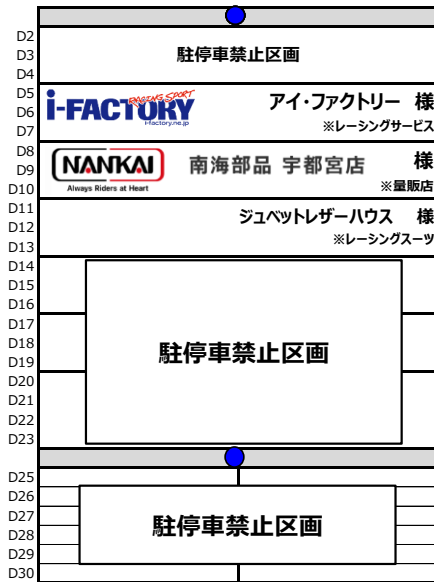 D2
D3
駐停車禁止区画
D4
D5
RACING SPORT
i-FACTORY
アイ・ファクトリー 様
D6
i-factory.ne.jp
※レーシングサービス
D7
D8
NANKAI
南海部品 宇都宮店 様
D9
Always Riders at Heart
※量販店
D10
D11
ジュベットレザーハウス 様
D12
※レーシングスーツ
D13
D14
D15
D16
D17
D18
駐停車禁止区画
D19
D20
D21
D22
D23
D25
D26
D27
駐停車禁止区画
D28
D29
D30